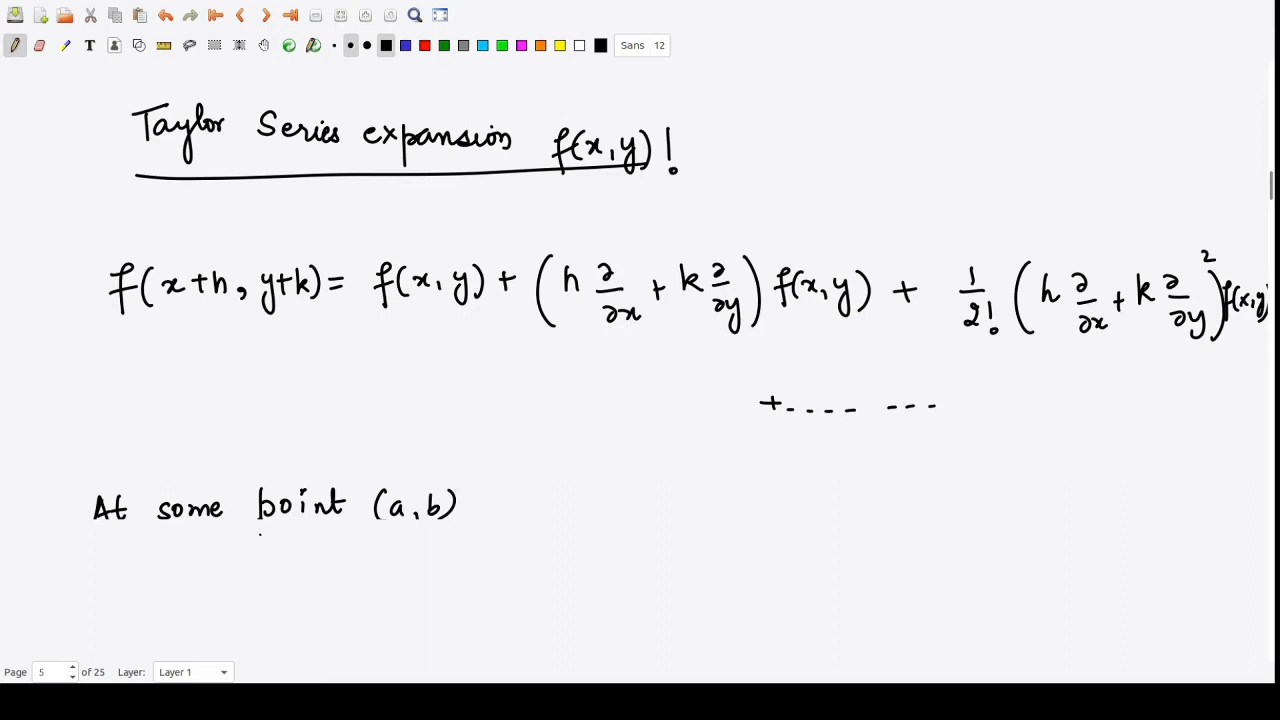 Sans 12
Taylor Series expansion f(x,y)!
f(x+h, y+k)= f(x,y) + (h ∂/∂x + k ∂/∂y) f(x,y) + 1/2! (h ∂/∂x + k ∂/∂y)² f(x,y)
+.... ---
At some point (a,b)
Page 5 of 25 Layer: Layer 1